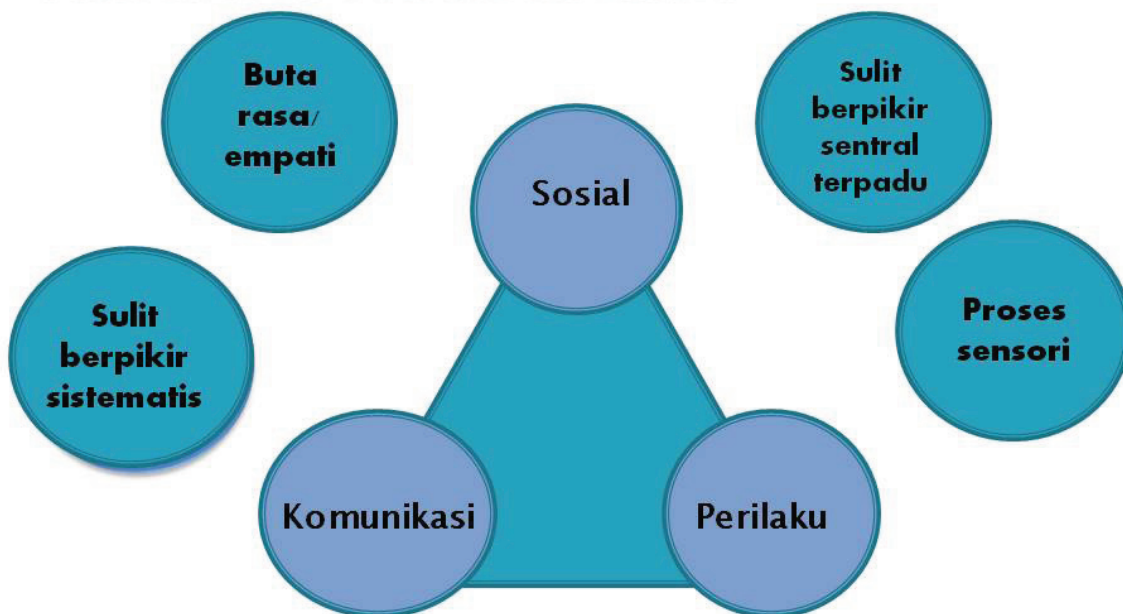 Buta
rasa/
empati
Sulit
berpikir
sentral
terpadu
Sosial
Sulit
berpikir
sistematis
Proses
sensori
Komunikasi
Perilaku